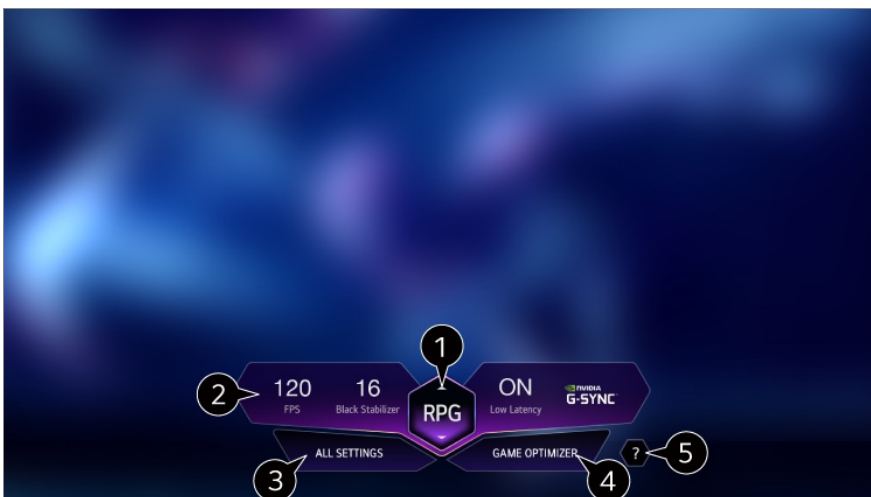 1
2
120
FPS
16
Black Stabilizer
RPG
ON
Low Latency
NVIDIA
G-SYNC
ALL SETTINGS
GAME OPTIMIZER
?
5
3
4